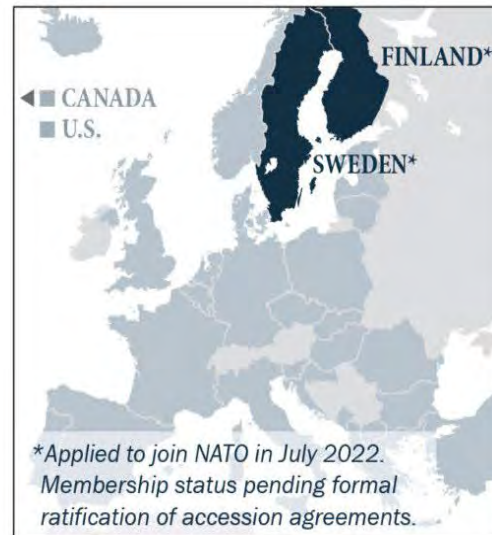 FINLAND*
CANADA
U.S.
SWEDEN*
*Applied to join NATO in July 2022.
Membership status pending formal
ratification of accession agreements.